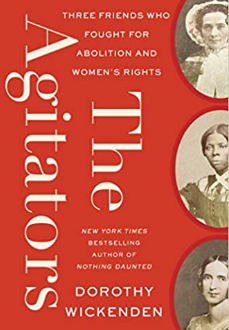 THREE FRIENDS WHO
FOUGHT FOR
ABOLITION AND
WOMEN'S RIGHTS
The
Agitators
NEW YORK TIMES
BESTSELLING
AUTHOR OF
NOTHING DAUNTED
DOROTHY
WICKENDEN